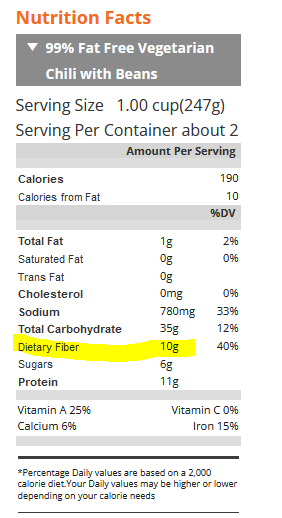 Nutrition Facts
▼ 99% Fat Free Vegetarian
Chili with Beans
Serving Size 1.00 cup(247g)
Serving Per Container about 2
Amount Per Serving
Calories 190
Calories from Fat 10
%DV
Total Fat 1g 2%
Saturated Fat 0g 0%
Trans Fat 0g
Cholesterol 0mg 0%
Sodium 780mg 33%
Total Carbohydrate 35g 12%
Dietary Fiber 10g 40%
Sugars 6g
Protein 11g
Vitamin A 25% Vitamin C 0%
Calcium 6% Iron 15%
*Percentage Daily values are based on a 2,000
calorie diet.Your Daily values may be higher or lower
depending on your calorie needs